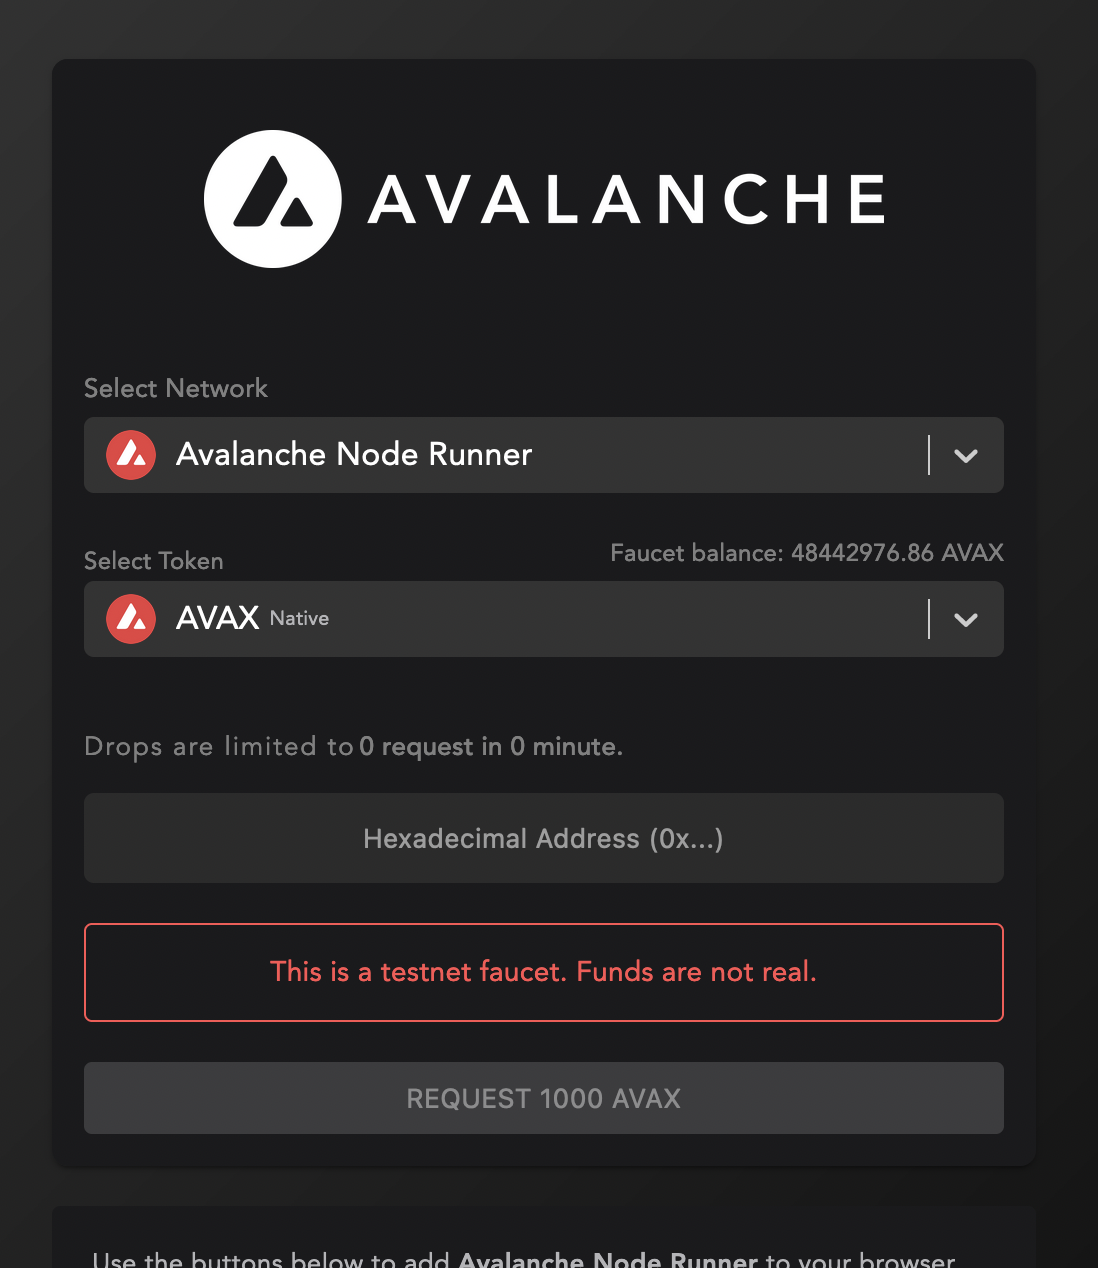 AVALANCHE
Select Network
Avalanche Node Runner
Select Token
Faucet balance: 48442976.86 AVAX
AVAX Native
Drops are limited to 0 request in 0 minute.
Hexadecimal Address (0x...)
This is a testnet faucet. Funds are not real.
REQUEST 1000 AVAX
Use the buttons below to add Avalanche Node Runner to your browser